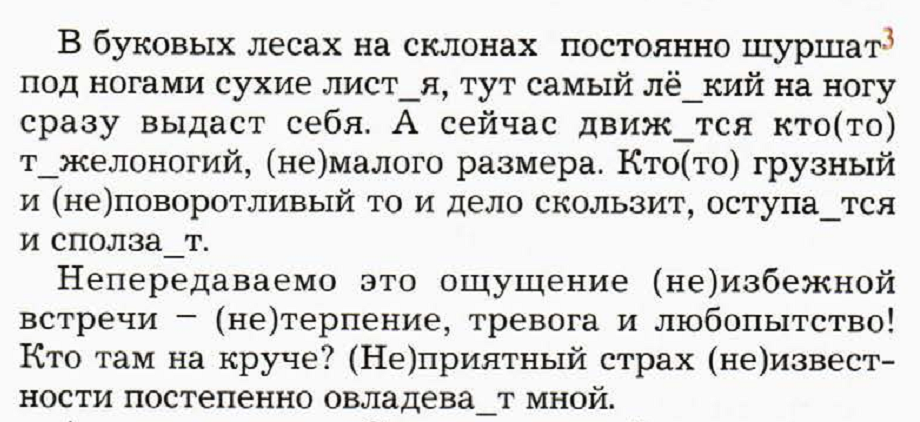 В буковых лесах на склонах постоянно шуршат³
под ногами сухие лист_я, тут самый лё_кий на ногу
сразу выдаст себя. А сейчас движ_тся кто(то)
т_желоногий, (не)малого размера. Кто(то) грузный
и (не)поворотливый то и дело скользит, оступа_тся
и сполза_т.
Непередаваемо это ощущение (не)избежной
встречи – (не)терпение, тревога и любопытство!
Кто там на круче? (Не)приятный страх (не)извест-
ности постепенно овладева_т мной.